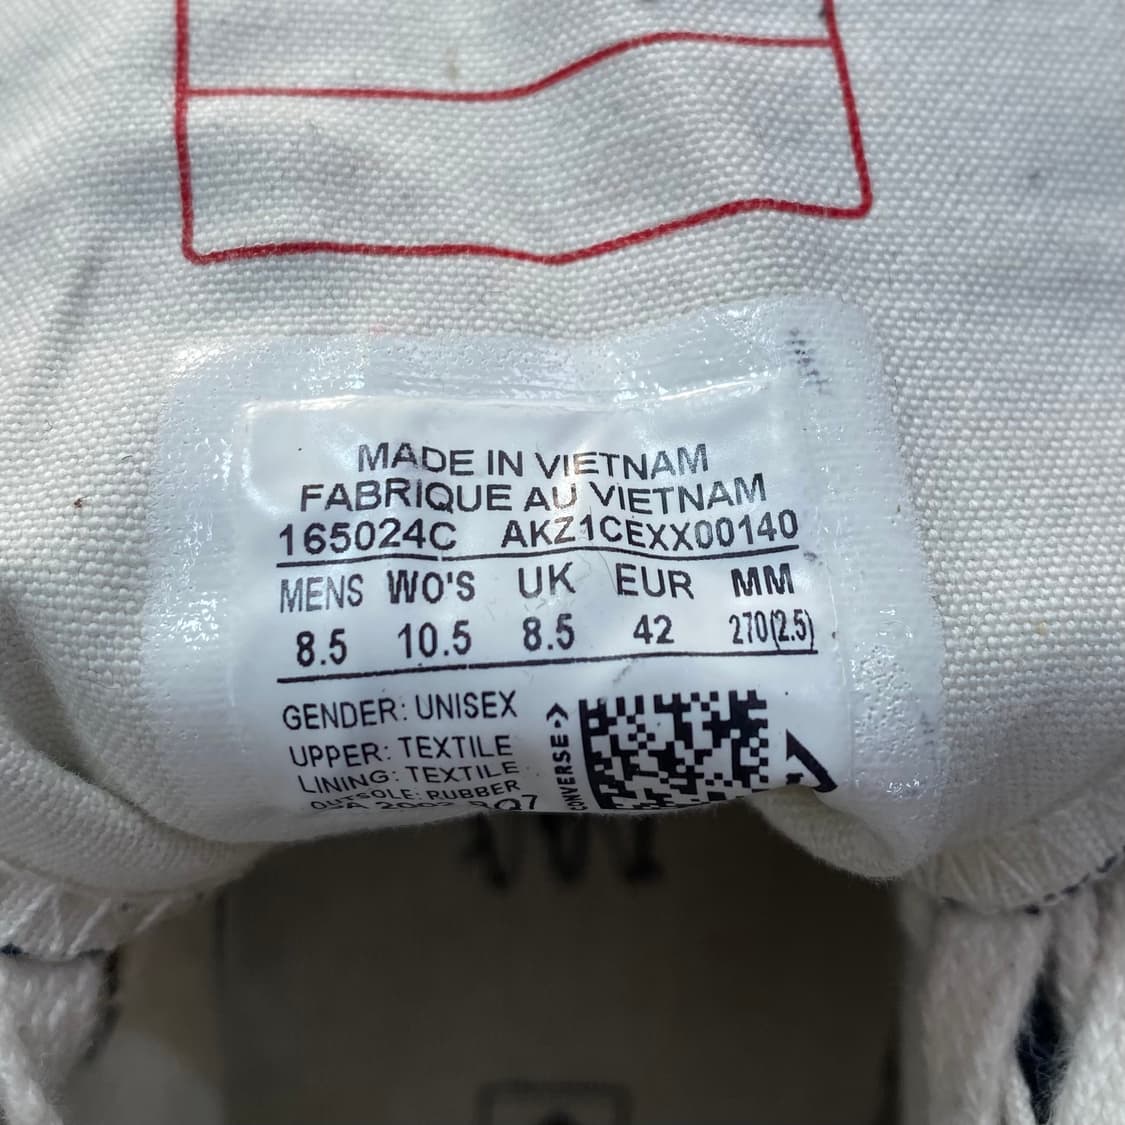 MADE IN VIETNAM
FABRIQUE AU VIETNAM
165024C AKZ1CEXX00140
MENS WO'S UK EUR MM
8.5 10.5 8.5 42 270(2.5)
GENDER: UNISEX
UPPER: TEXTILE
LINING: TEXTILE
OUTSOLE: RUBBER
CONVERSE